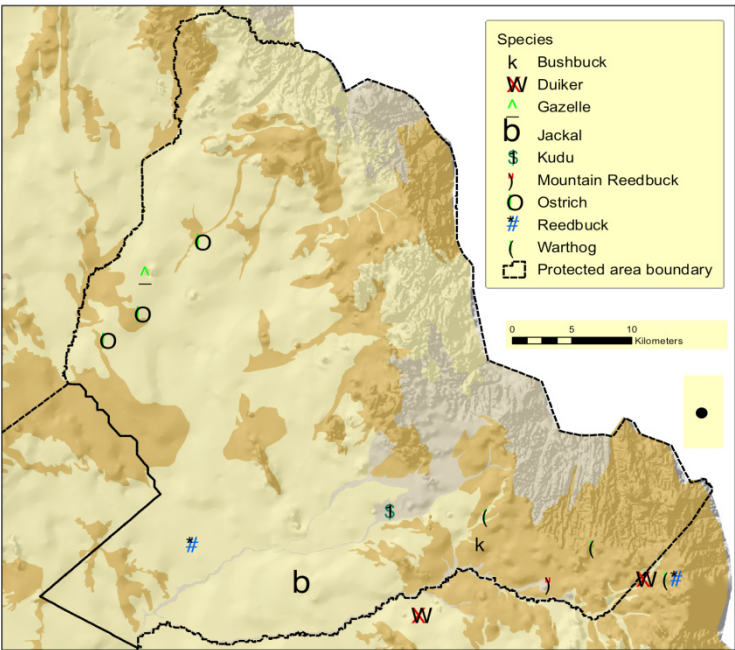 Species
k Bushbuck
W Duiker
^ Gazelle
b Jackal
$ Kudu
) Mountain Reedbuck
O Ostrich
# Reedbuck
( Warthog
Protected area boundary
0 5 10
Kilometers
O
^
O
O
$
(
k
(
#
b
)
W ( #
W